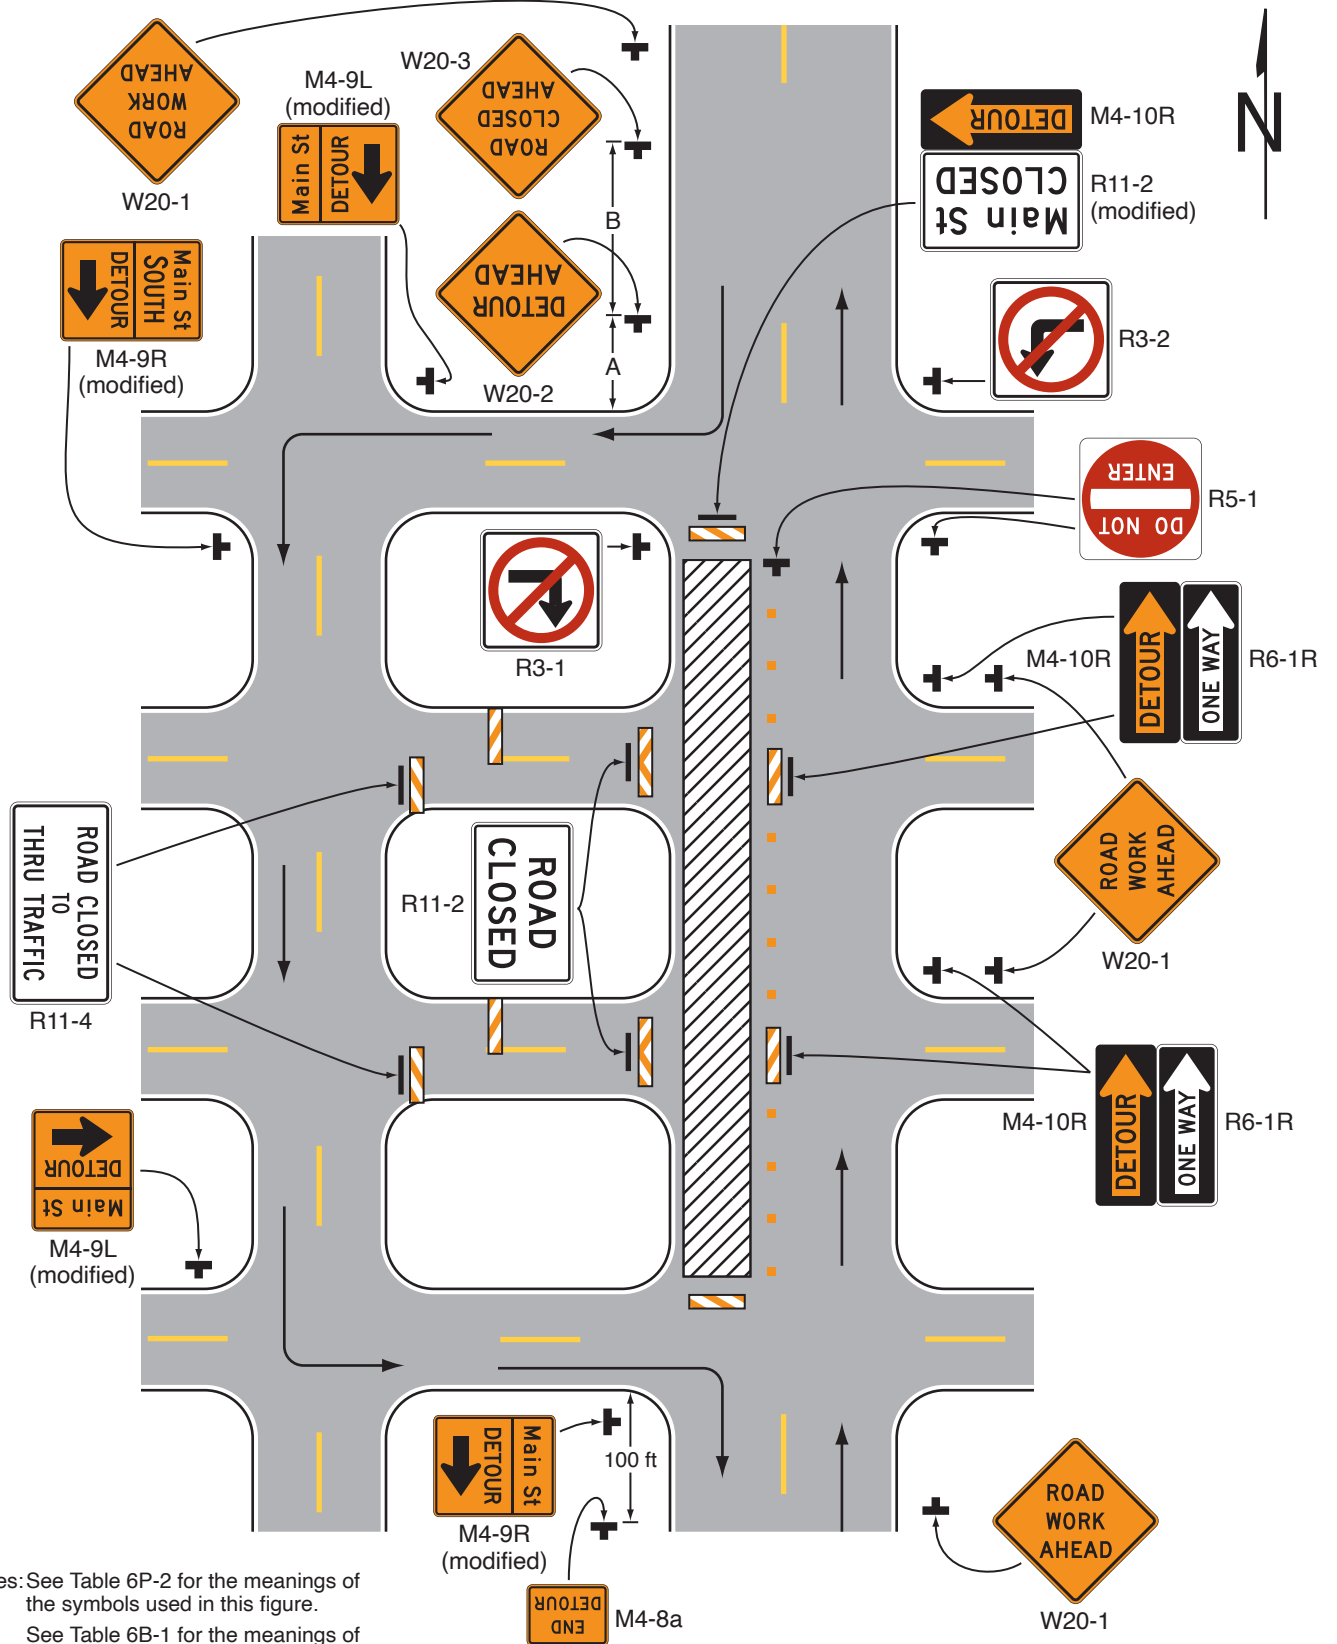 ROAD
WORK
AHEAD
W20-1
M4-9L
(modified)
Main St
DETOUR
W20-3
ROAD
CLOSED
AHEAD
B
DETOUR
AHEAD
W20-2
A
DETOUR
M4-10R
Main St
CLOSED
R11-2
(modified)
N
Main St
SOUTH
DETOUR
M4-9R
(modified)
R3-2
DO NOT
ENTER
R5-1
R3-1
M4-10R
DETOUR
ONE WAY
R6-1R
ROAD CLOSED
TO
THRU TRAFFIC
R11-4
R11-2
ROAD
CLOSED
ROAD
WORK
AHEAD
W20-1
M4-10R
DETOUR
ONE WAY
R6-1R
Main St
DETOUR
M4-9L
(modified)
Main St
DETOUR
M4-9R
(modified)
100 ft
END
DETOUR
M4-8a
ROAD
WORK
AHEAD
W20-1
es: See Table 6P-2 for the meanings of
the symbols used in this figure.
See Table 6B-1 for the meanings of